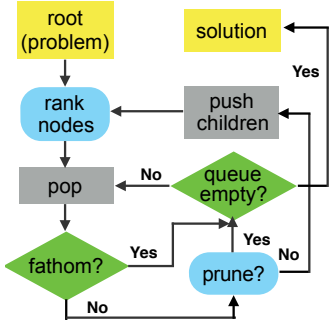 root
(problem)
solution
Yes
rank
nodes
push
children
pop
No
queue
empty?
fathom?
Yes
Yes
No
prune?
No